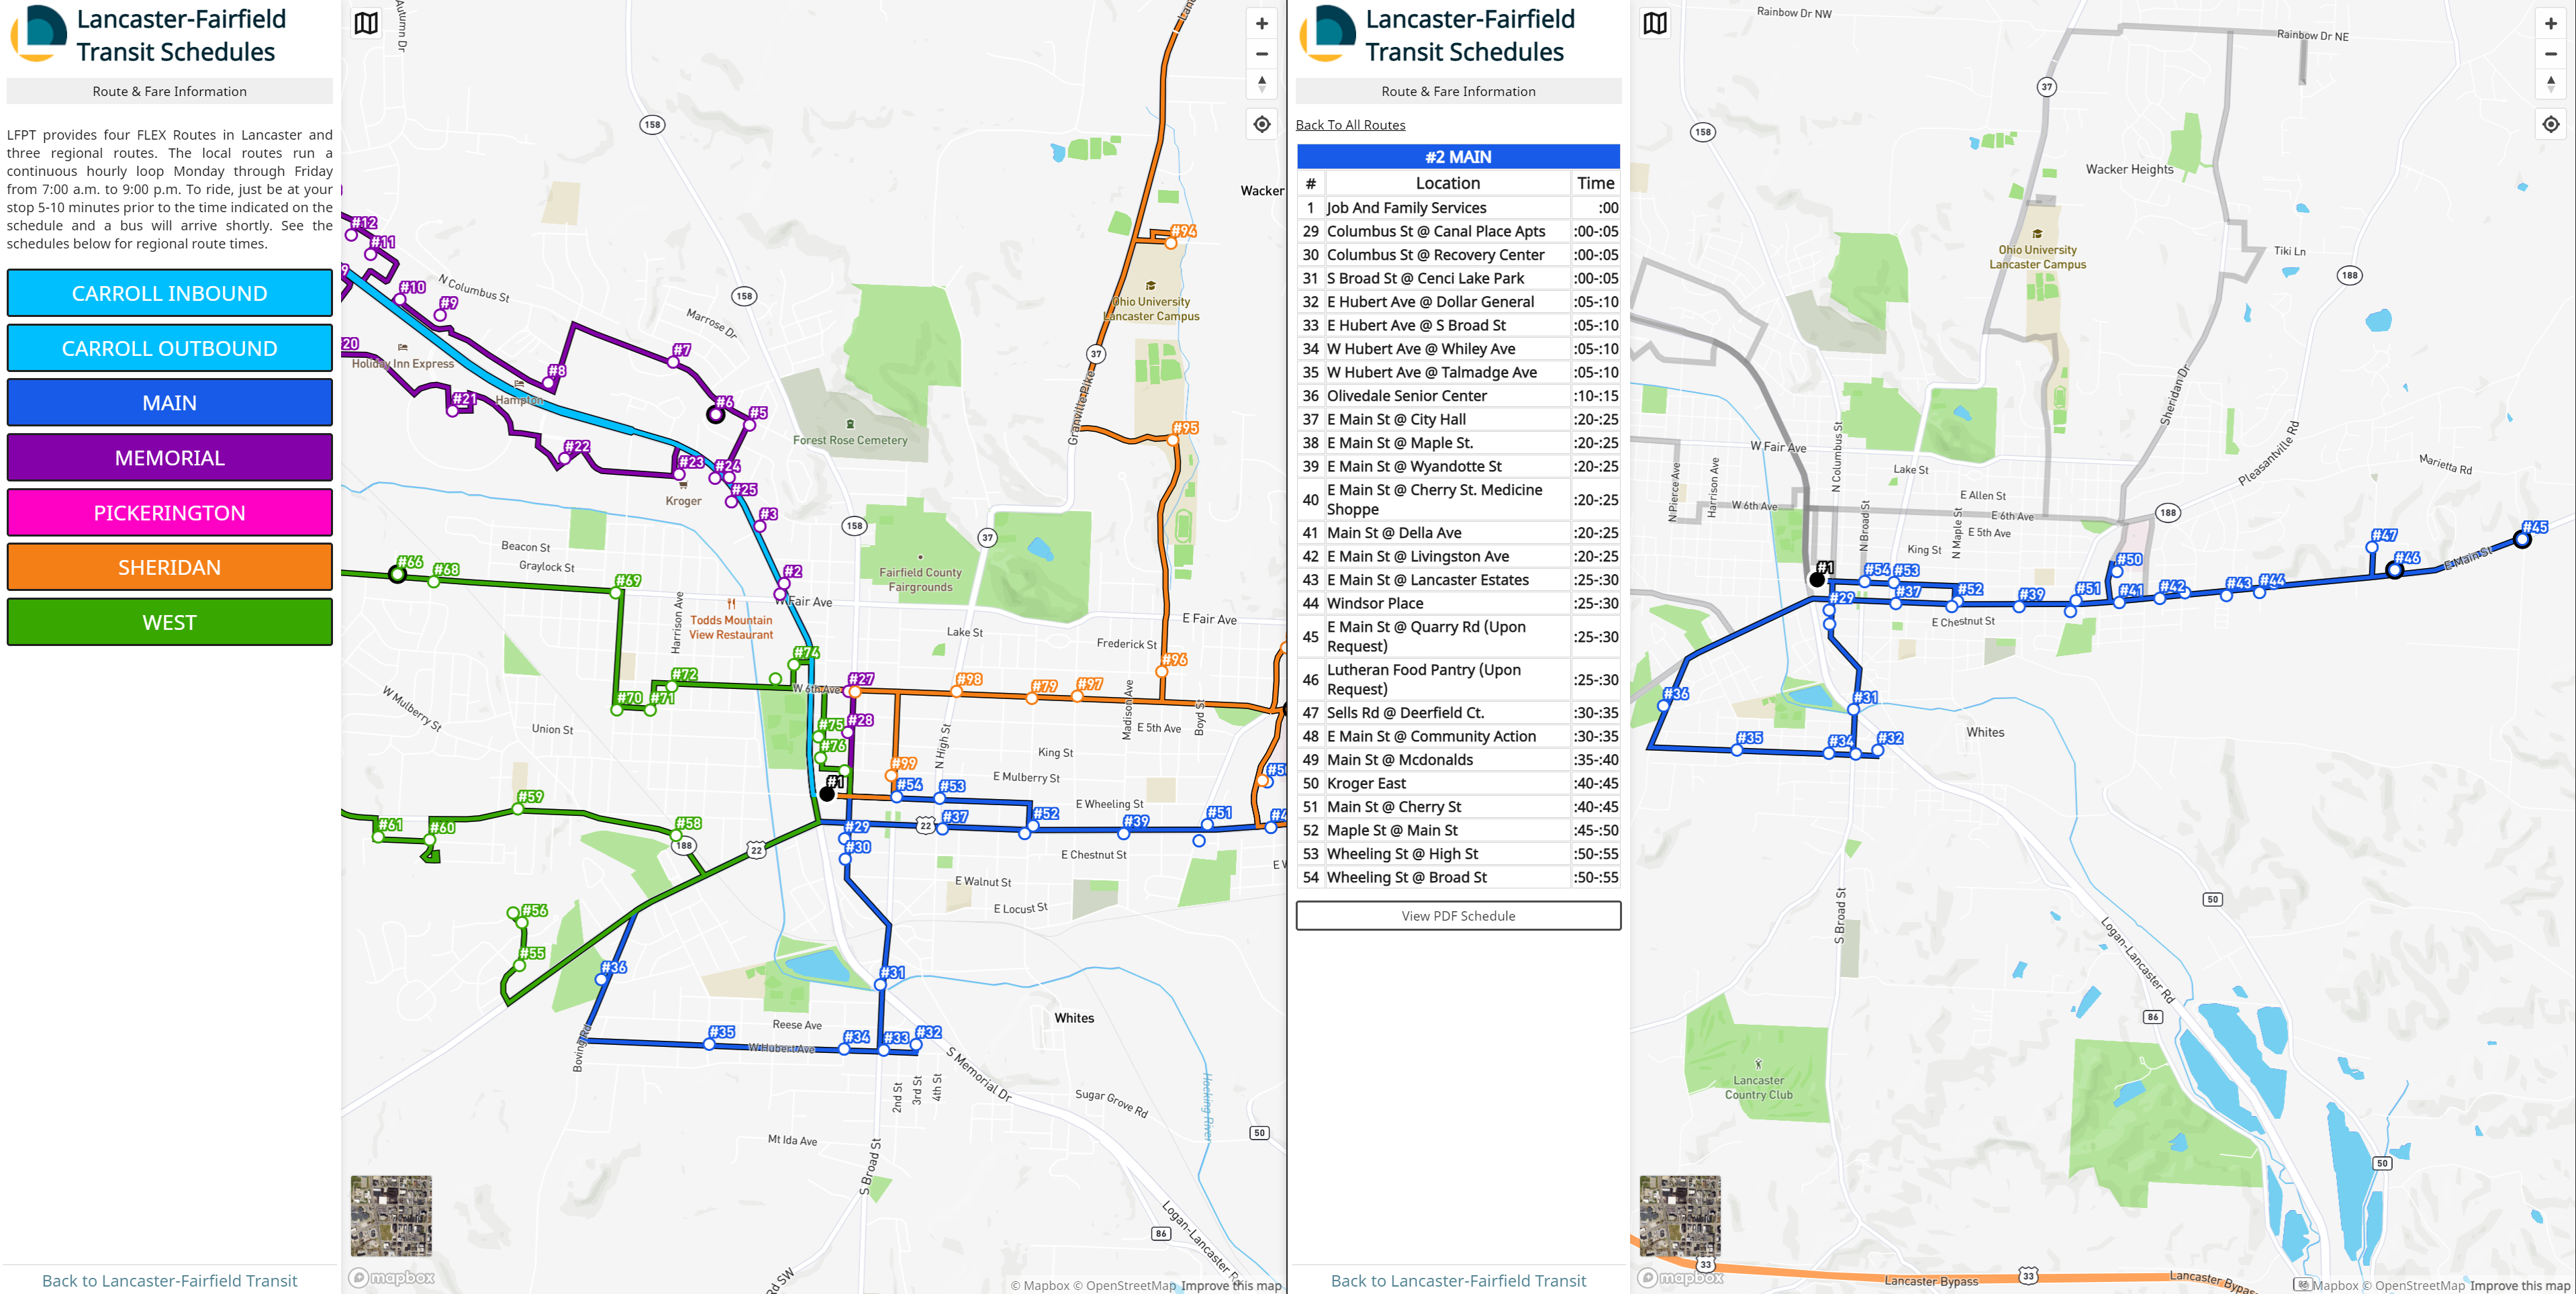 Lancaster-Fairfield
Transit Schedules
Route & Fare Information
LFPT provides four FLEX Routes in Lancaster and
three regional routes. The local routes run a
continuous hourly loop Monday through Friday
from 7:00 a.m. to 9:00 p.m. To ride, just be at your
stop 5-10 minutes prior to the time indicated on the
schedule and a bus will arrive shortly. See the
schedules below for regional route times.
CARROLL INBOUND
CARROLL OUTBOUND
MAIN
MEMORIAL
PICKERINGTON
SHERIDAN
WEST
Back to Lancaster-Fairfield Transit
Autumn Dr
158
Wacker
#12
#11
#94
N Columbus St
#10
#9
158
Marrose Dr
Ohio University
Lancaster Campus
#20
Holiday Inn Express
#7
37
#8
Hampton
#21
#6
#5
Granville Pike
Forest Rose Cemetery
#95
#22
#23
#24
Kroger
#25
#3
158
37
Beacon St
Graylock St
#66
#68
#69
#2
Fairfield County
Fairgrounds
W Fair Ave
Harrison Ave
Todds Mountain
View Restaurant
E Fair Ave
Lake St
Frederick St
#74
#96
#72
#70
#71
W 6th Ave
#27
#98
#79
#97
W Mulberry St
Union St
#75
#28
#76
Madison Ave
E 5th Ave
Boyd St
N High St
King St
#99
E Mulberry St
#1
#54
#53
E Wheeling St
#59
#61
#60
#58
188
22
#29
#30
22
#37
#52
#39
#51
E Chestnut St
E Walnut St
E Locust St
#56
#55
#36
#31
Whites
Reese Ave
#35
W Hubert Ave
#34
#33
#32
Boving Rd
2nd St
3rd St
4th St
S Memorial Dr
Sugar Grove Rd
Hocking River
50
Mt Ida Ave
S Broad St
Logan-Lancaster Rd
86
Rd SW
mapbox
© Mapbox © OpenStreetMap Improve this map
Lancaster-Fairfield
Transit Schedules
Route & Fare Information
Back To All Routes
#2 MAIN
# Location Time
1 Job And Family Services :00
29 Columbus St @ Canal Place Apts :00-:05
30 Columbus St @ Recovery Center :00-:05
31 S Broad St @ Cenci Lake Park :00-:05
32 E Hubert Ave @ Dollar General :05-:10
33 E Hubert Ave @ S Broad St :05-:10
34 W Hubert Ave @ Whiley Ave :05-:10
35 W Hubert Ave @ Talmadge Ave :05-:10
36 Olivedale Senior Center :10-:15
37 E Main St @ City Hall :20-:25
38 E Main St @ Maple St. :20-:25
39 E Main St @ Wyandotte St :20-:25
40 E Main St @ Cherry St. Medicine
Shoppe :20-:25
41 Main St @ Della Ave :20-:25
42 E Main St @ Livingston Ave :20-:25
43 E Main St @ Lancaster Estates :25-:30
44 Windsor Place :25-:30
45 E Main St @ Quarry Rd (Upon
Request) :25-:30
46 Lutheran Food Pantry (Upon
Request) :25-:30
47 Sells Rd @ Deerfield Ct. :30-:35
48 E Main St @ Community Action :30-:35
49 Main St @ Mcdonalds :35-:40
50 Kroger East :40-:45
51 Main St @ Cherry St :40-:45
52 Maple St @ Main St :45-:50
53 Wheeling St @ High St :50-:55
54 Wheeling St @ Broad St :50-:55
View PDF Schedule
Back to Lancaster-Fairfield Transit
Rainbow Dr NW
Rainbow Dr NE
37
158
Wacker Heights
Ohio University
Lancaster Campus
Tiki Ln
188
Sheridan Dr
N Columbus St
W Fair Ave
Pleasantville Rd
Marietta Rd
Lake St
N Pierce Ave
Harrison Ave
W 6th Ave
N Broad St
E Allen St
E 6th Ave
E 5th Ave
N Maple St
188
King St
#45
#47
#46
E Main St
#1
#54
#53
#50
#29
#37
#52
#39
#51
#41
#42
#43
#44
E Chestnut St
#36
#31
#35
#34
#32
Whites
S Broad St
50
Logan-Lancaster Rd
86
Lancaster
Country Club
50
33
Lancaster Bypass
33
Lancaster Bypass
mapbox
Mapbox © OpenStreetMap Improve this map